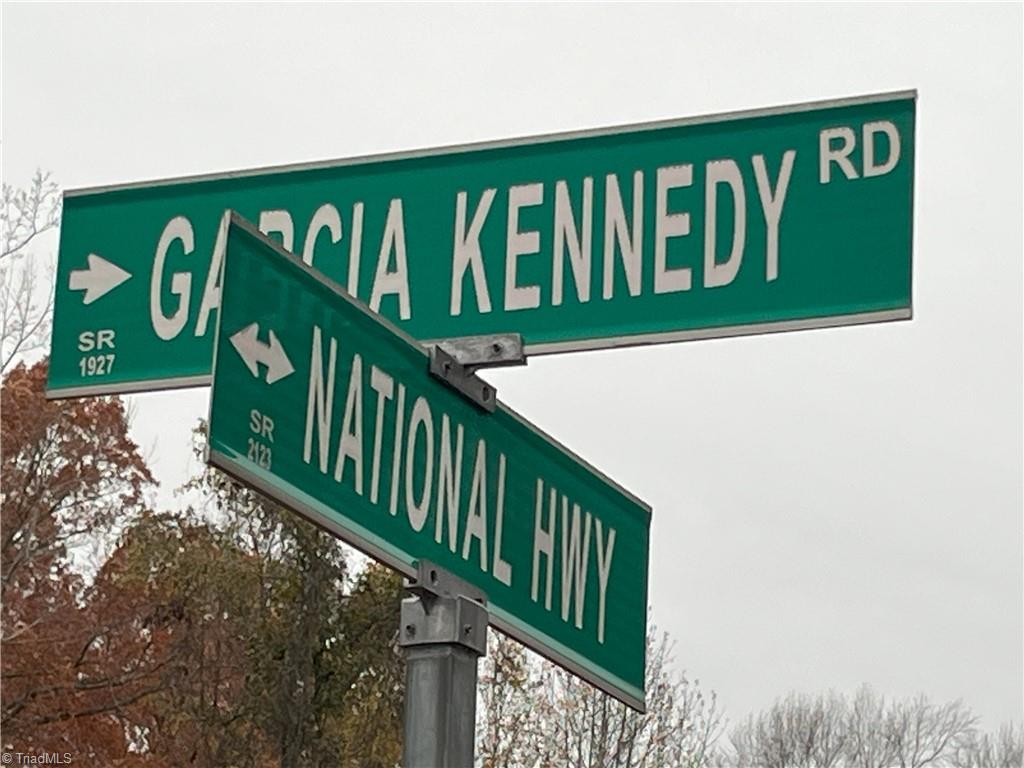 GARCIA KENNEDY RD
SR
1927
NATIONAL HWY
SR
2123
© TriadMLS